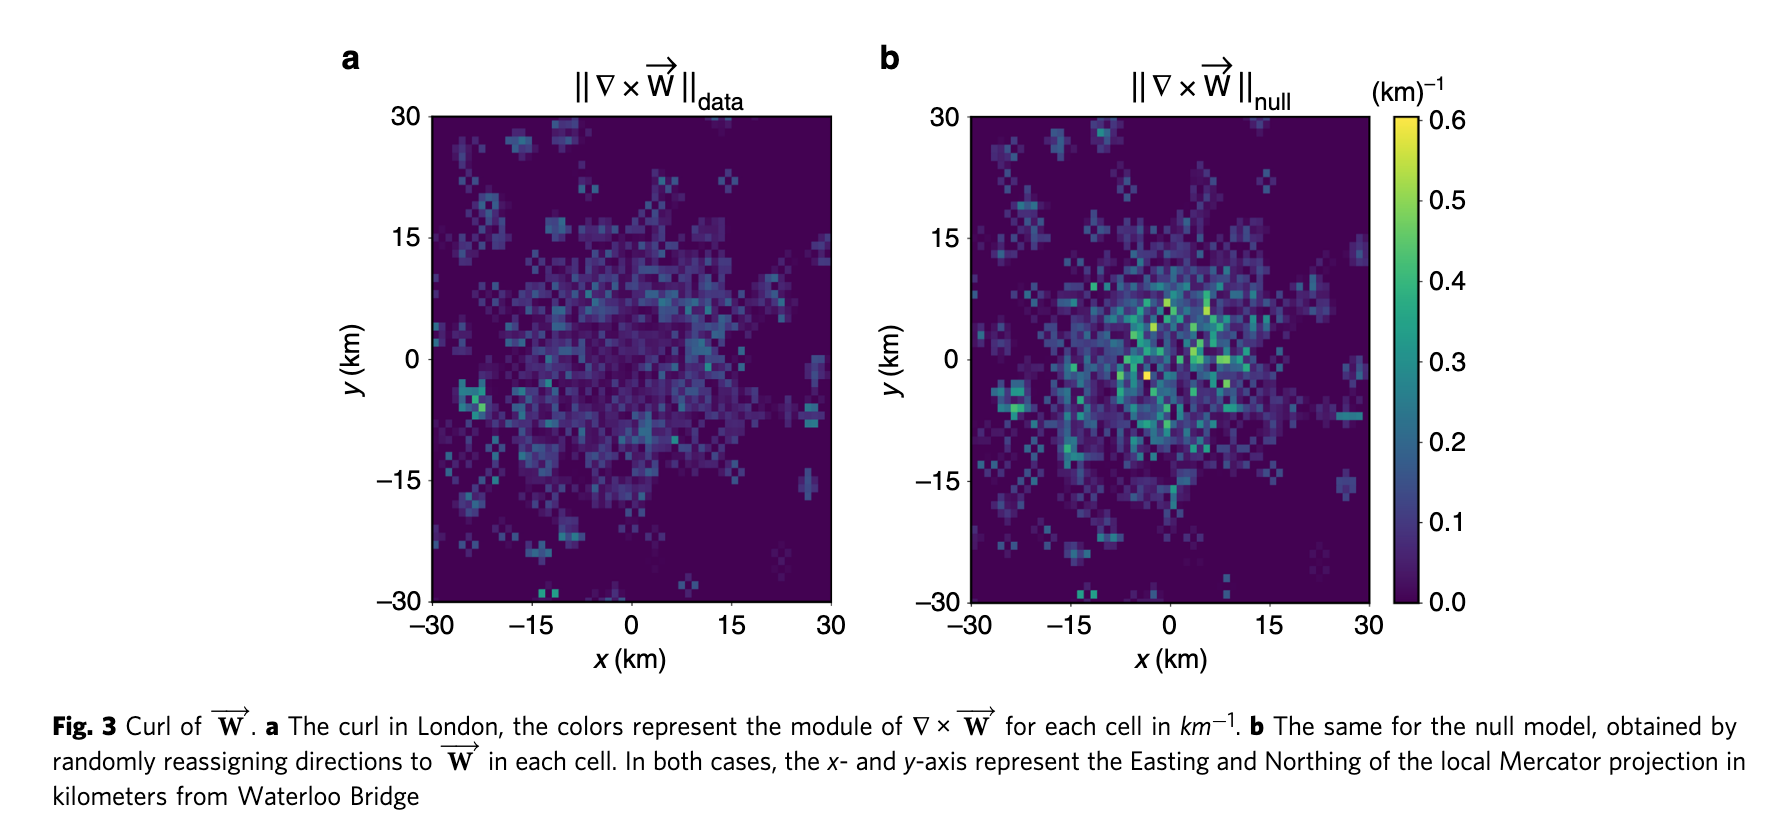 a
b
|| ∇ × W→ ||data
|| ∇ × W→ ||null
(km)−1
30
15
0
−15
−30
y (km)
−30 −15 0 15 30
x (km)
30
15
0
−15
−30
y (km)
−30 −15 0 15 30
x (km)
0.6
0.5
0.4
0.3
0.2
0.1
0.0
Fig. 3 Curl of W→. a The curl in London, the colors represent the module of ∇ × W→ for each cell in km−1. b The same for the null model, obtained by
randomly reassigning directions to W→ in each cell. In both cases, the x- and y-axis represent the Easting and Northing of the local Mercator projection in
kilometers from Waterloo Bridge